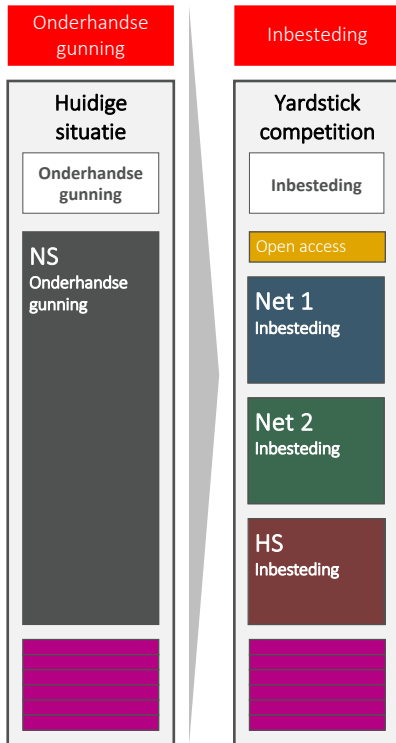 Onderhandse
gunning
Huidige
situatie
Onderhandse
gunning
NS
Onderhandse
gunning
Inbesteding
Yardstick
competition
Inbesteding
Open access
Net 1
Inbesteding
Net 2
Inbesteding
HS
Inbesteding